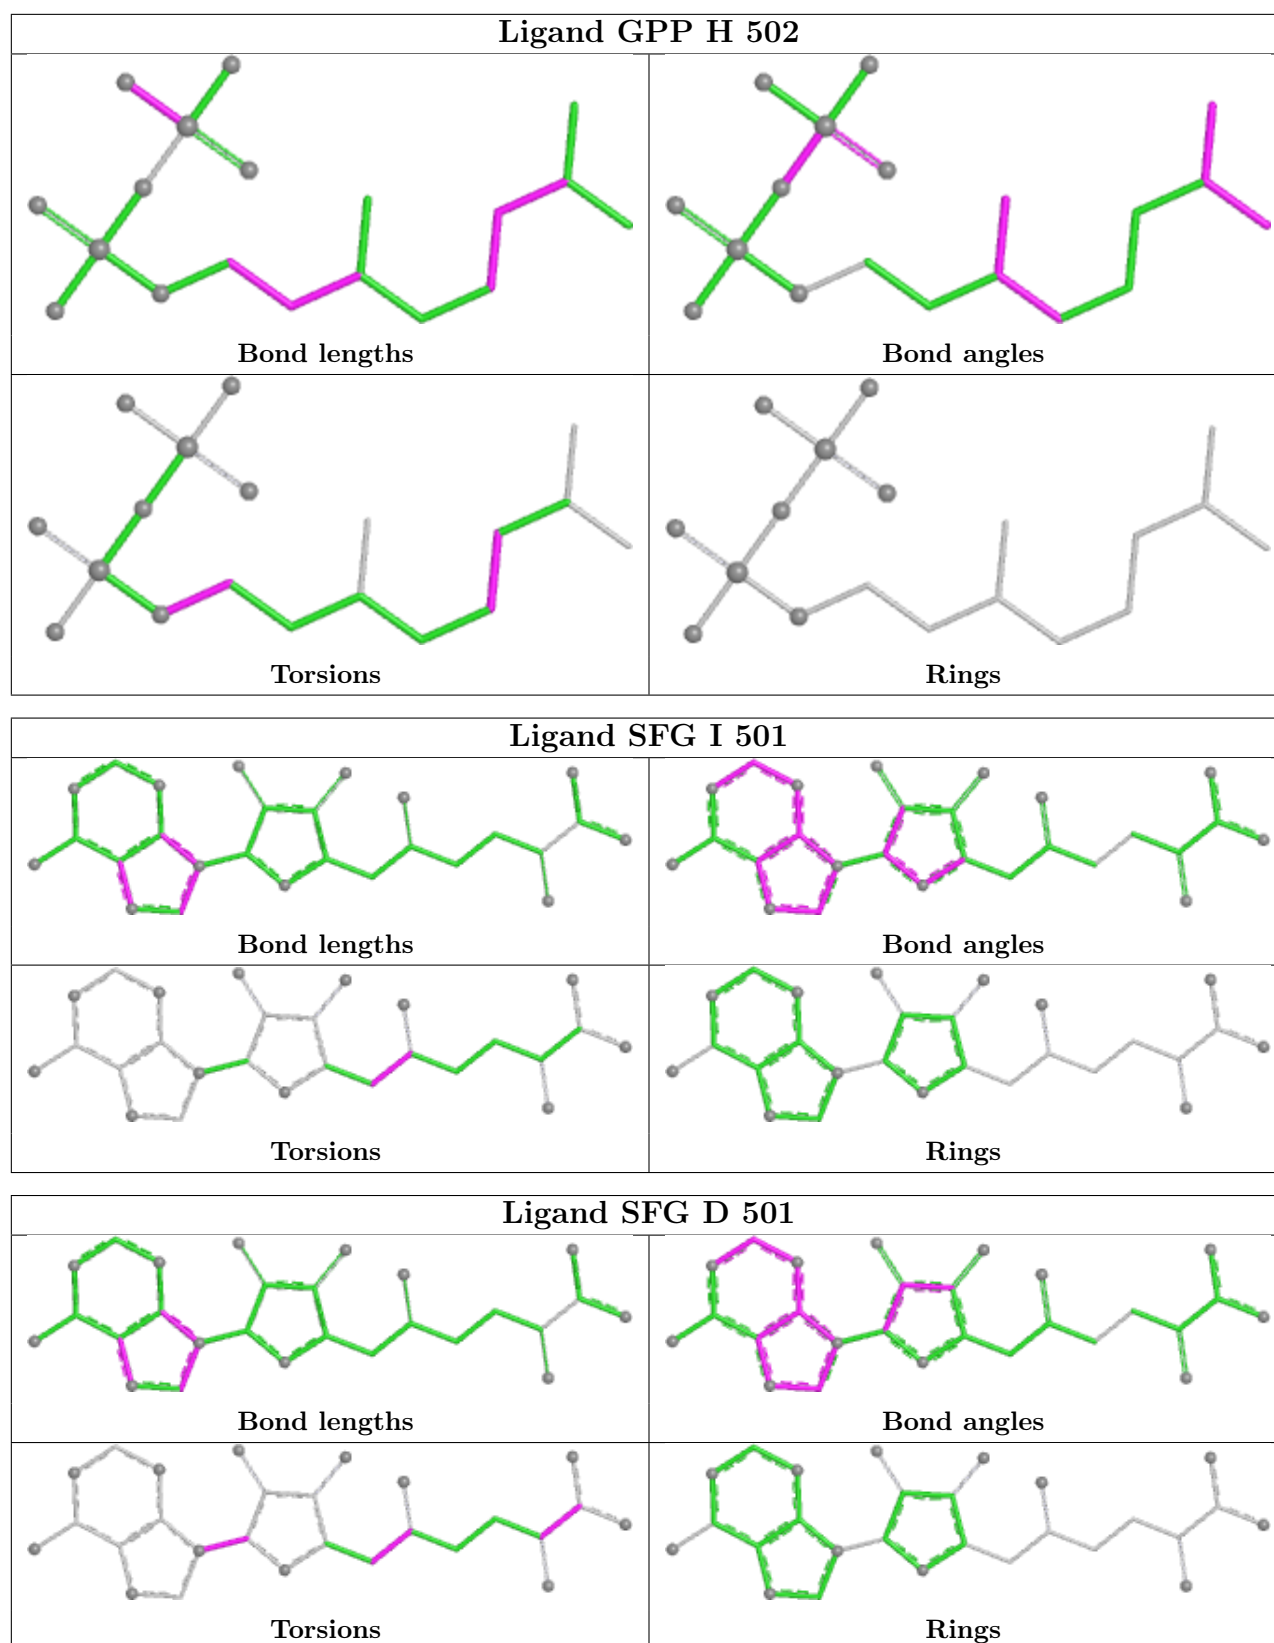 Ligand GPP H 502
Bond lengths
Bond angles
Torsions
Rings
Ligand SFG I 501
Bond lengths
Bond angles
Torsions
Rings
Ligand SFG D 501
Bond lengths
Bond angles
Torsions
Rings